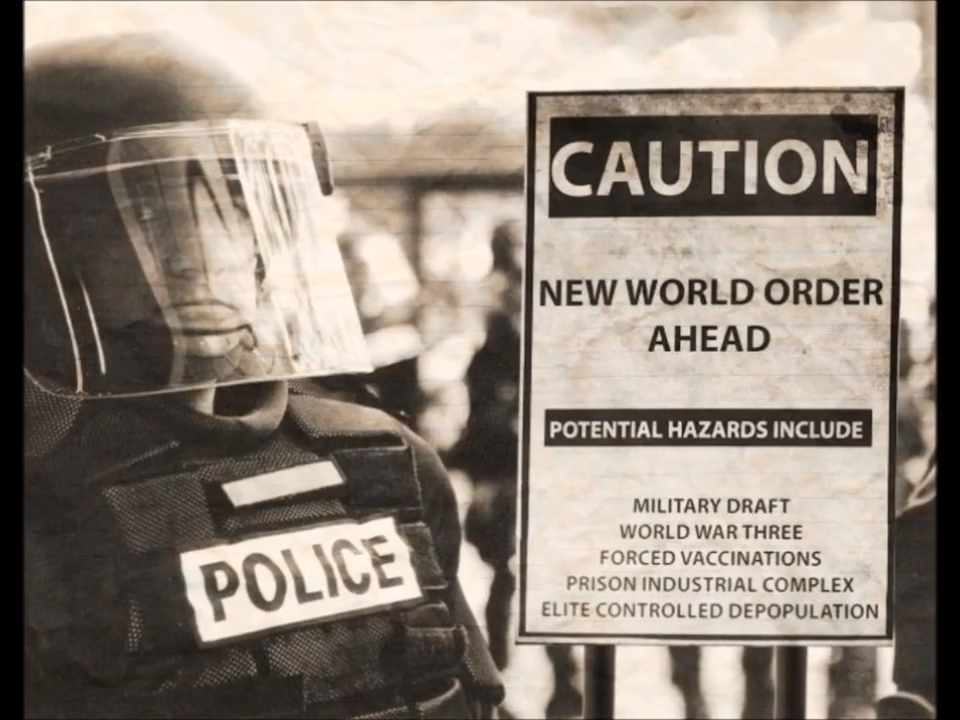 CAUTION
NEW WORLD ORDER
AHEAD
POTENTIAL HAZARDS INCLUDE
MILITARY DRAFT
WORLD WAR THREE
FORCED VACCINATIONS
PRISON INDUSTRIAL COMPLEX
ELITE CONTROLLED DEPOPULATION
POLICE